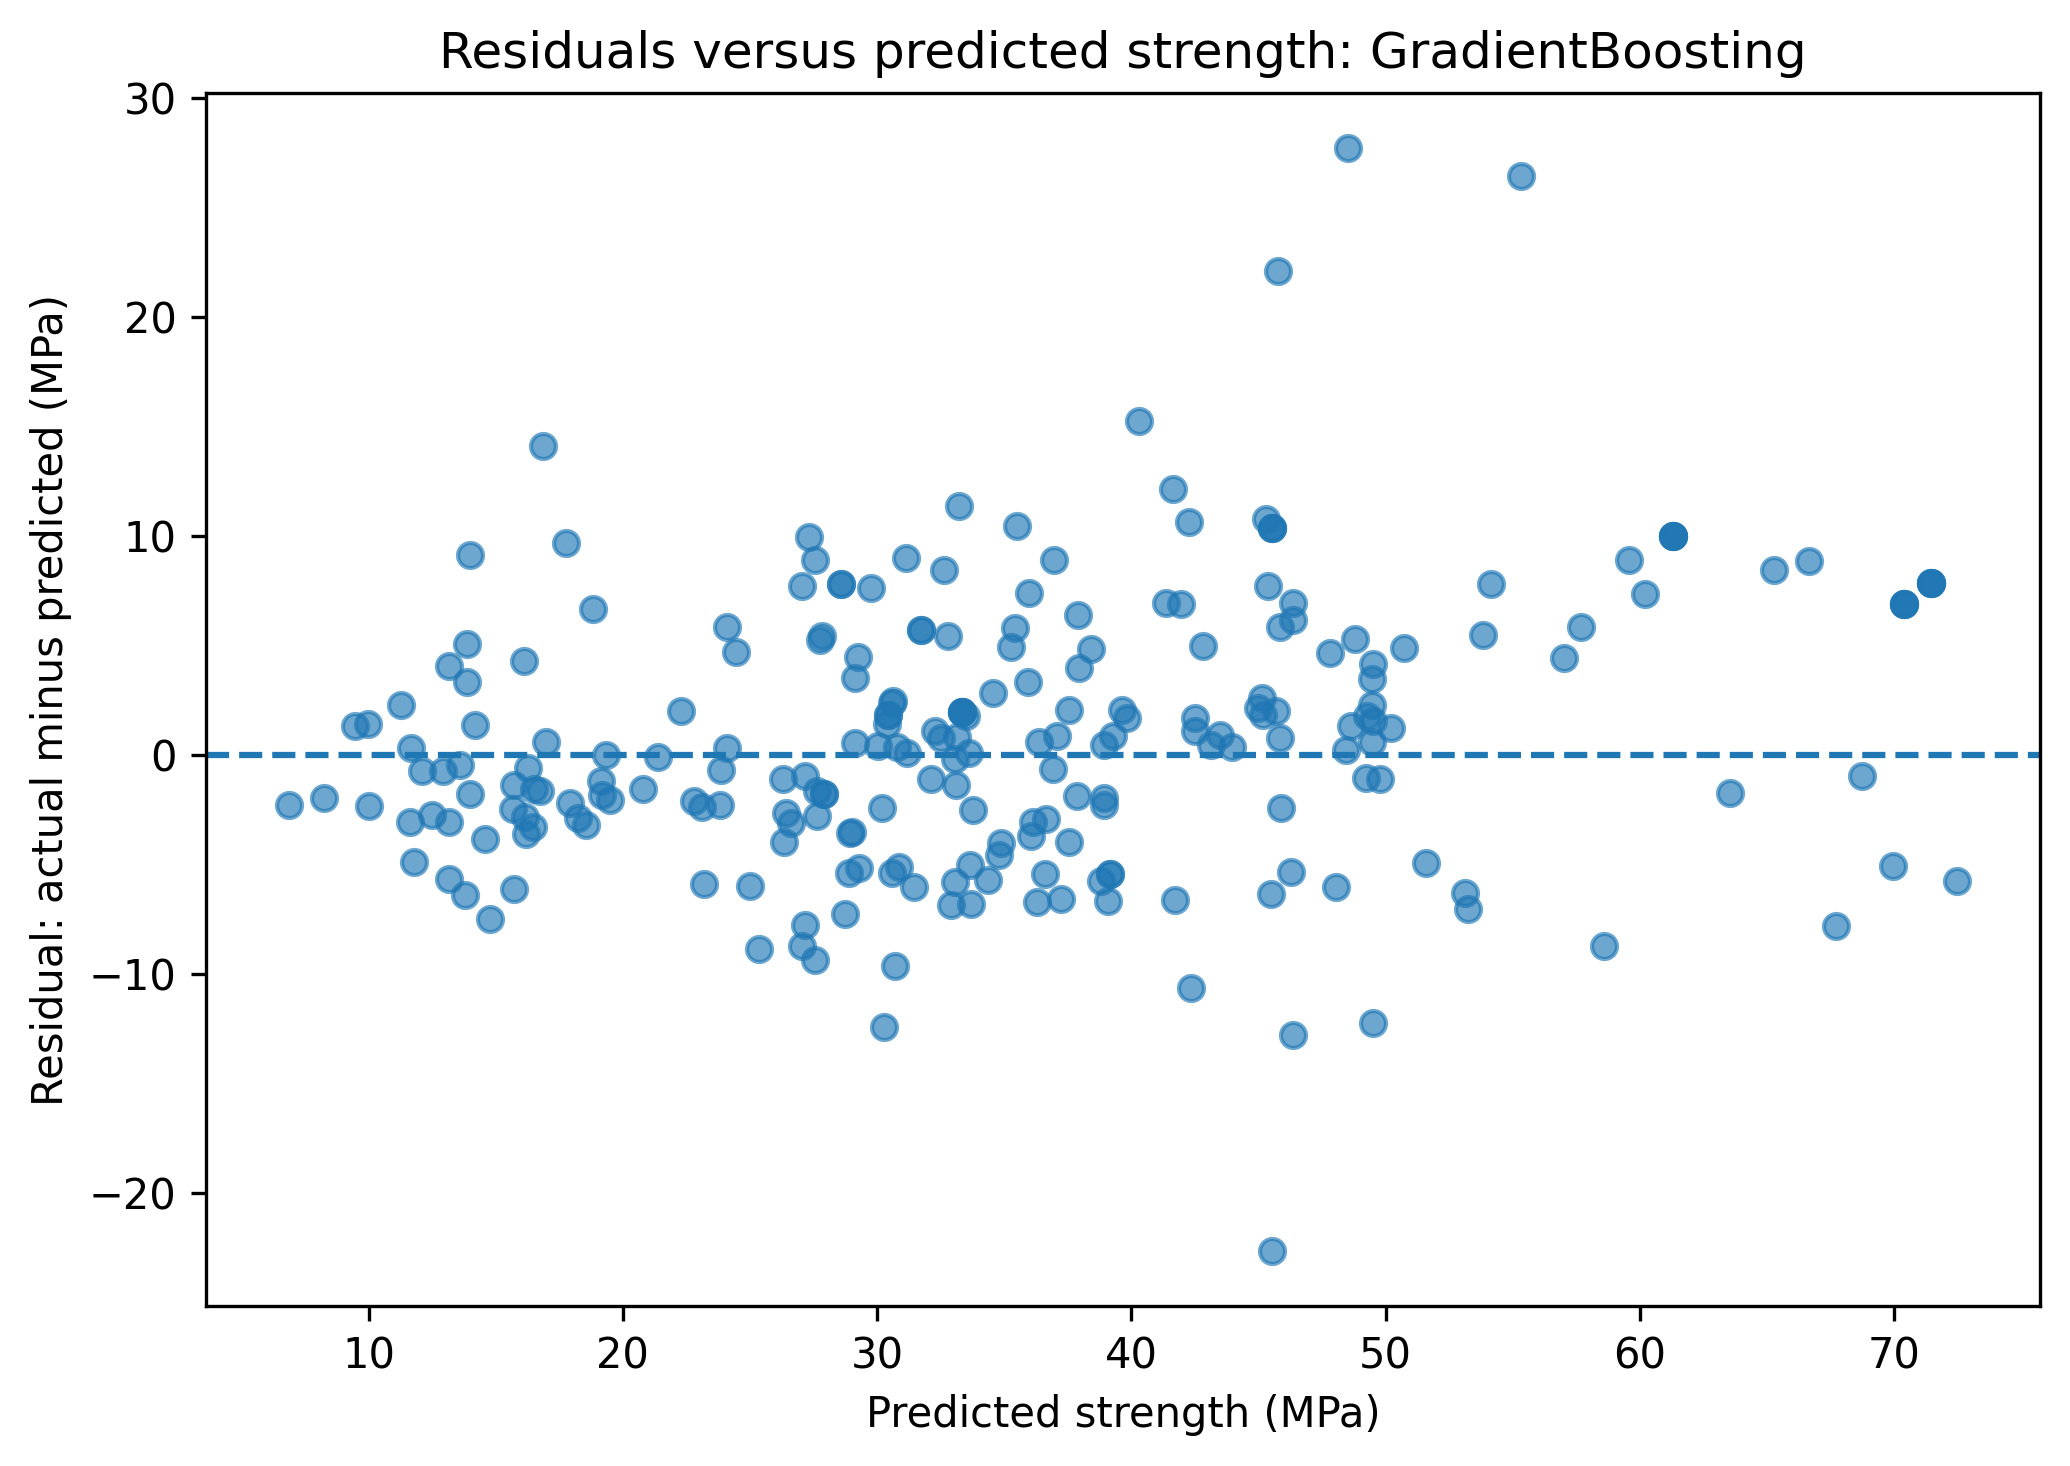 Residuals versus predicted strength: GradientBoosting
Residual: actual minus predicted (MPa)
30
20
10
0
−10
−20
10 20 30 40 50 60 70
Predicted strength (MPa)